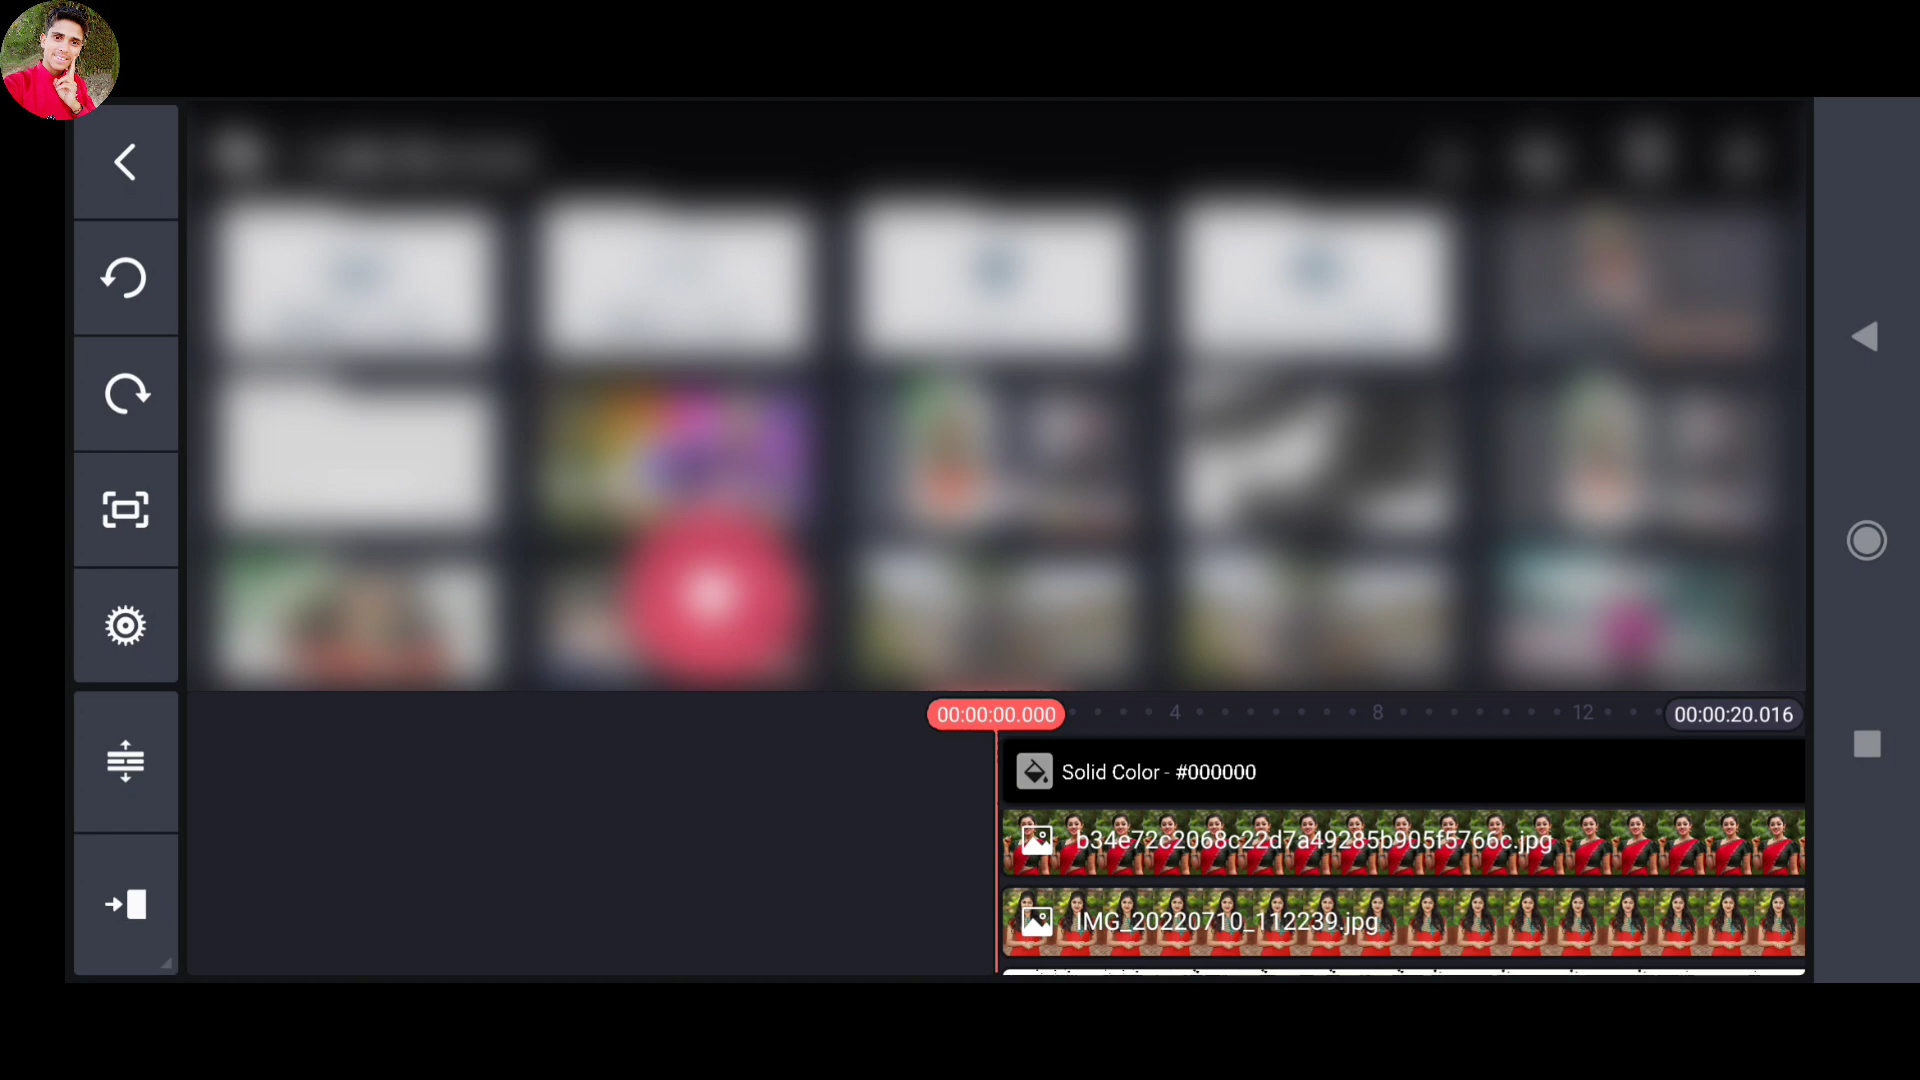 00:00:00.000
4
8
12
00:00:20.016
Solid Color - #000000
b34e72c2068c22d7a49285b905f5766c.jpg
IMG_20220710_112239.jpg